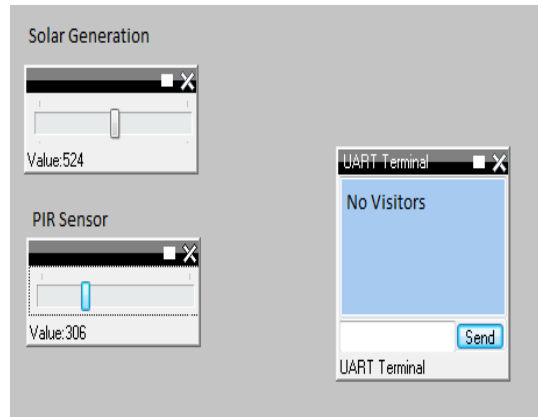 Solar Generation
Value:524
PIR Sensor
Value:306
UART Terminal
No Visitors
Send
UART Terminal